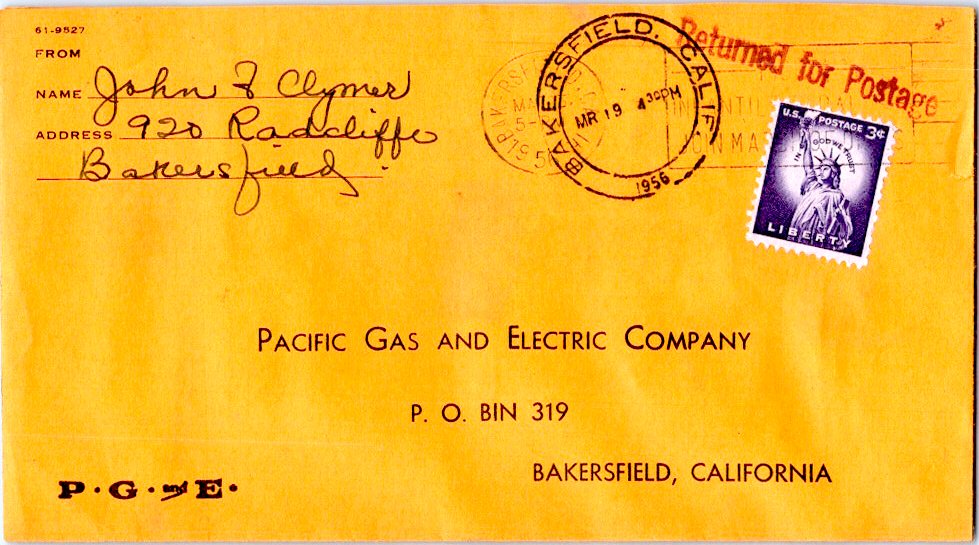 61-9527
FROM
NAME John F Clymer
ADDRESS 920 Radcliffe
Bakersfield
BAKERSFIELD, CALIF.
MR 19 4 30 PM
1956
Returned for Postage
U.S. POSTAGE 3¢
IN GOD WE TRUST
LIBERTY
PACIFIC GAS AND ELECTRIC COMPANY
P. O. BIN 319
BAKERSFIELD, CALIFORNIA
P·G·and E·